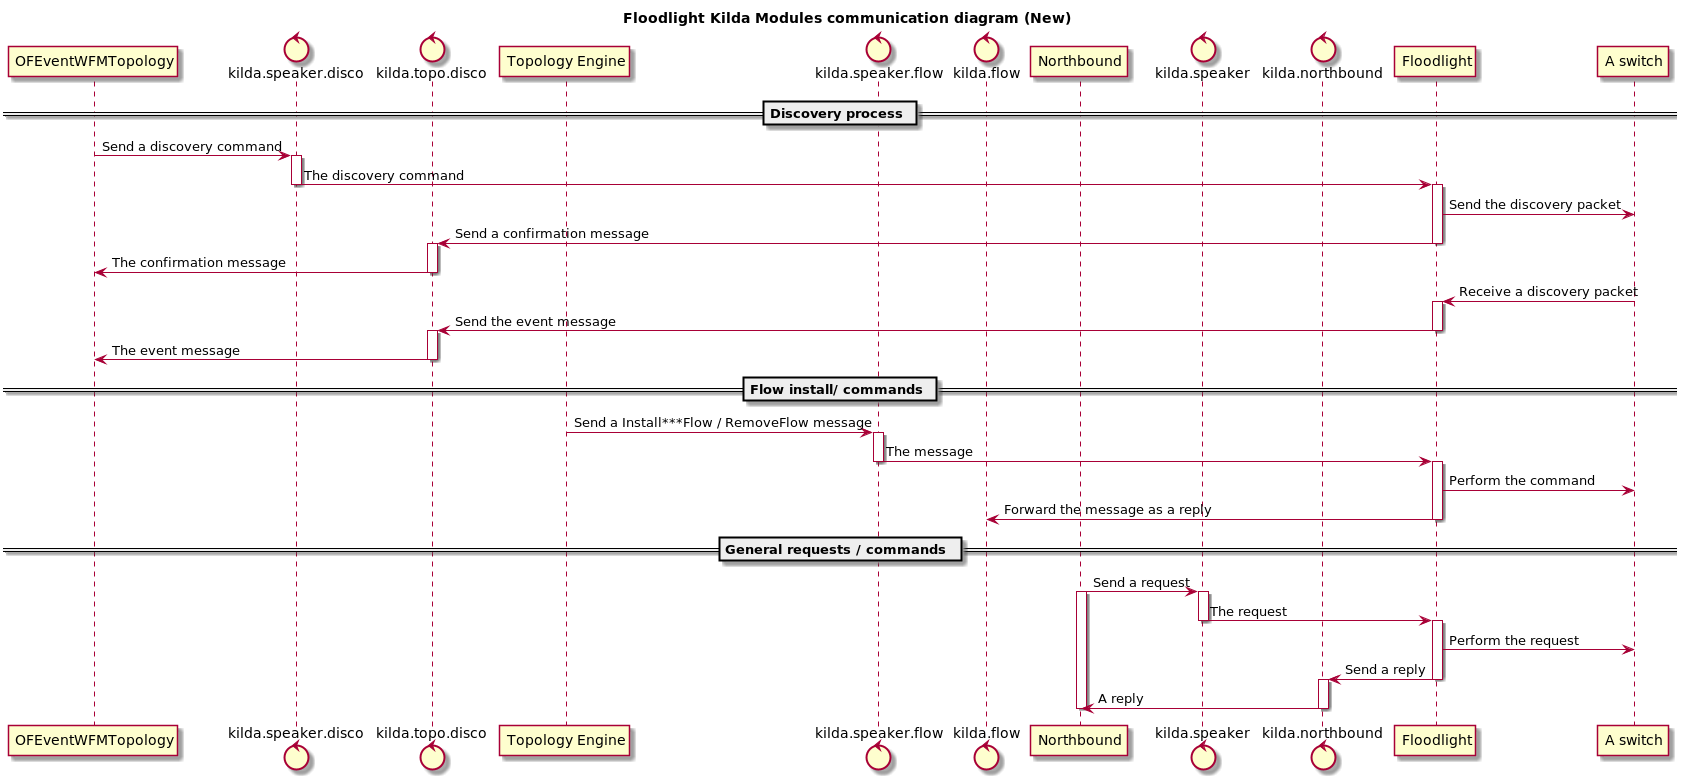 Floodlight Kilda Modules communication diagram (New)
OFEventWFMTopology
kilda.speaker.disco
kilda.topo.disco
Topology Engine
kilda.speaker.flow
kilda.flow
Northbound
kilda.speaker
kilda.northbound
Floodlight
A switch
Discovery process
Send a discovery command
The discovery command
Send the discovery packet
Send a confirmation message
The confirmation message
Receive a discovery packet
Send the event message
The event message
Flow install/ commands
Send a Install***Flow / RemoveFlow message
The message
Perform the command
Forward the message as a reply
General requests / commands
Send a request
The request
Perform the request
Send a reply
A reply
OFEventWFMTopology
kilda.speaker.disco
kilda.topo.disco
Topology Engine
kilda.speaker.flow
kilda.flow
Northbound
kilda.speaker
kilda.northbound
Floodlight
A switch